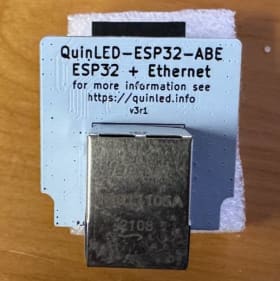 QuinLED-ESP32-ABE
ESP32 + Ethernet
for more information see
https://quinled.info
v3r1
2108